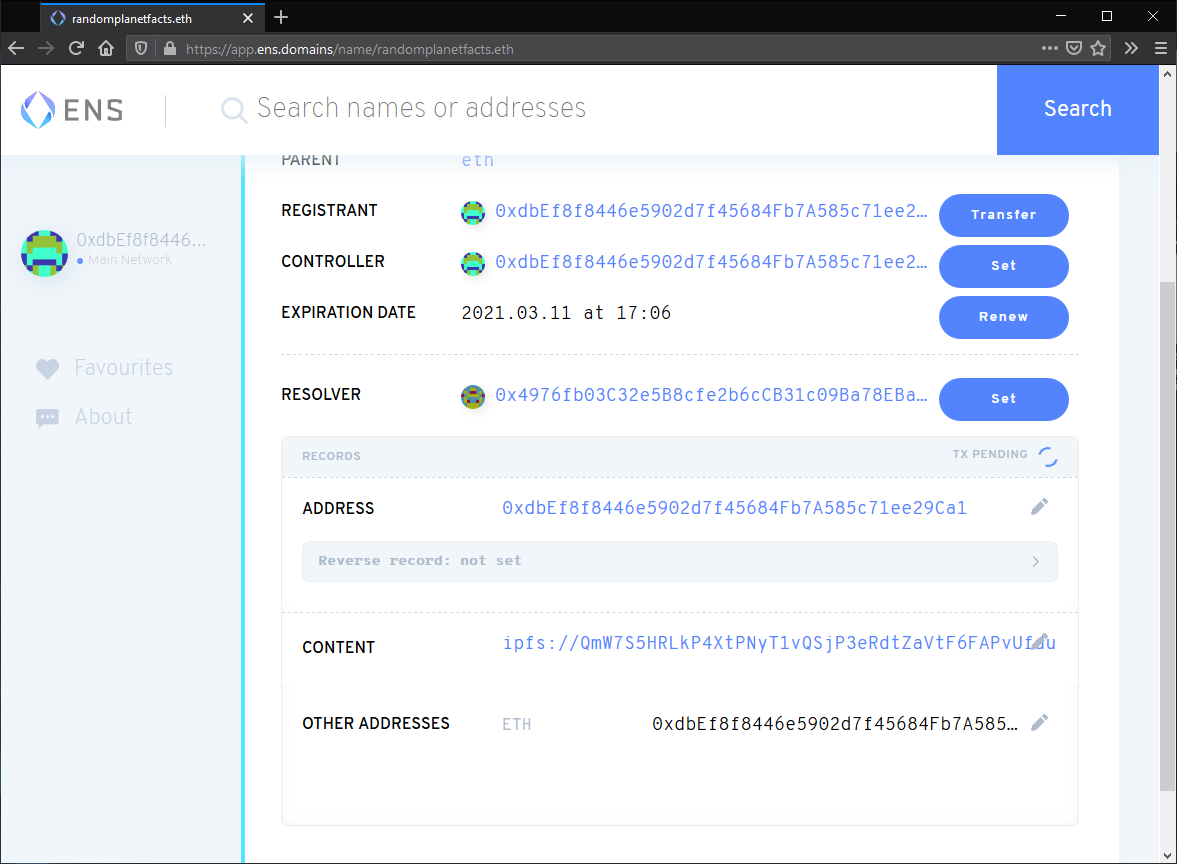 randomplanetfacts.eth
https://app.ens.domains/name/randomplanetfacts.eth
ENS
Search names or addresses
Search
PARENT eth
REGISTRANT 0xdbEf8f8446e5902d7f45684Fb7A585c71ee2… Transfer
0xdbEf8f8446…
Main Network
CONTROLLER 0xdbEf8f8446e5902d7f45684Fb7A585c71ee2… Set
EXPIRATION DATE 2021.03.11 at 17:06 Renew
Favourites
About
RESOLVER 0x4976fb03C32e5B8cfe2b6cCB31c09Ba78EBa… Set
RECORDS TX PENDING
ADDRESS 0xdbEf8f8446e5902d7f45684Fb7A585c71ee29Ca1
Reverse record: not set
CONTENT
OTHER ADDRESSES ETH 0xdbEf8f8446e5902d7f45684Fb7A585…